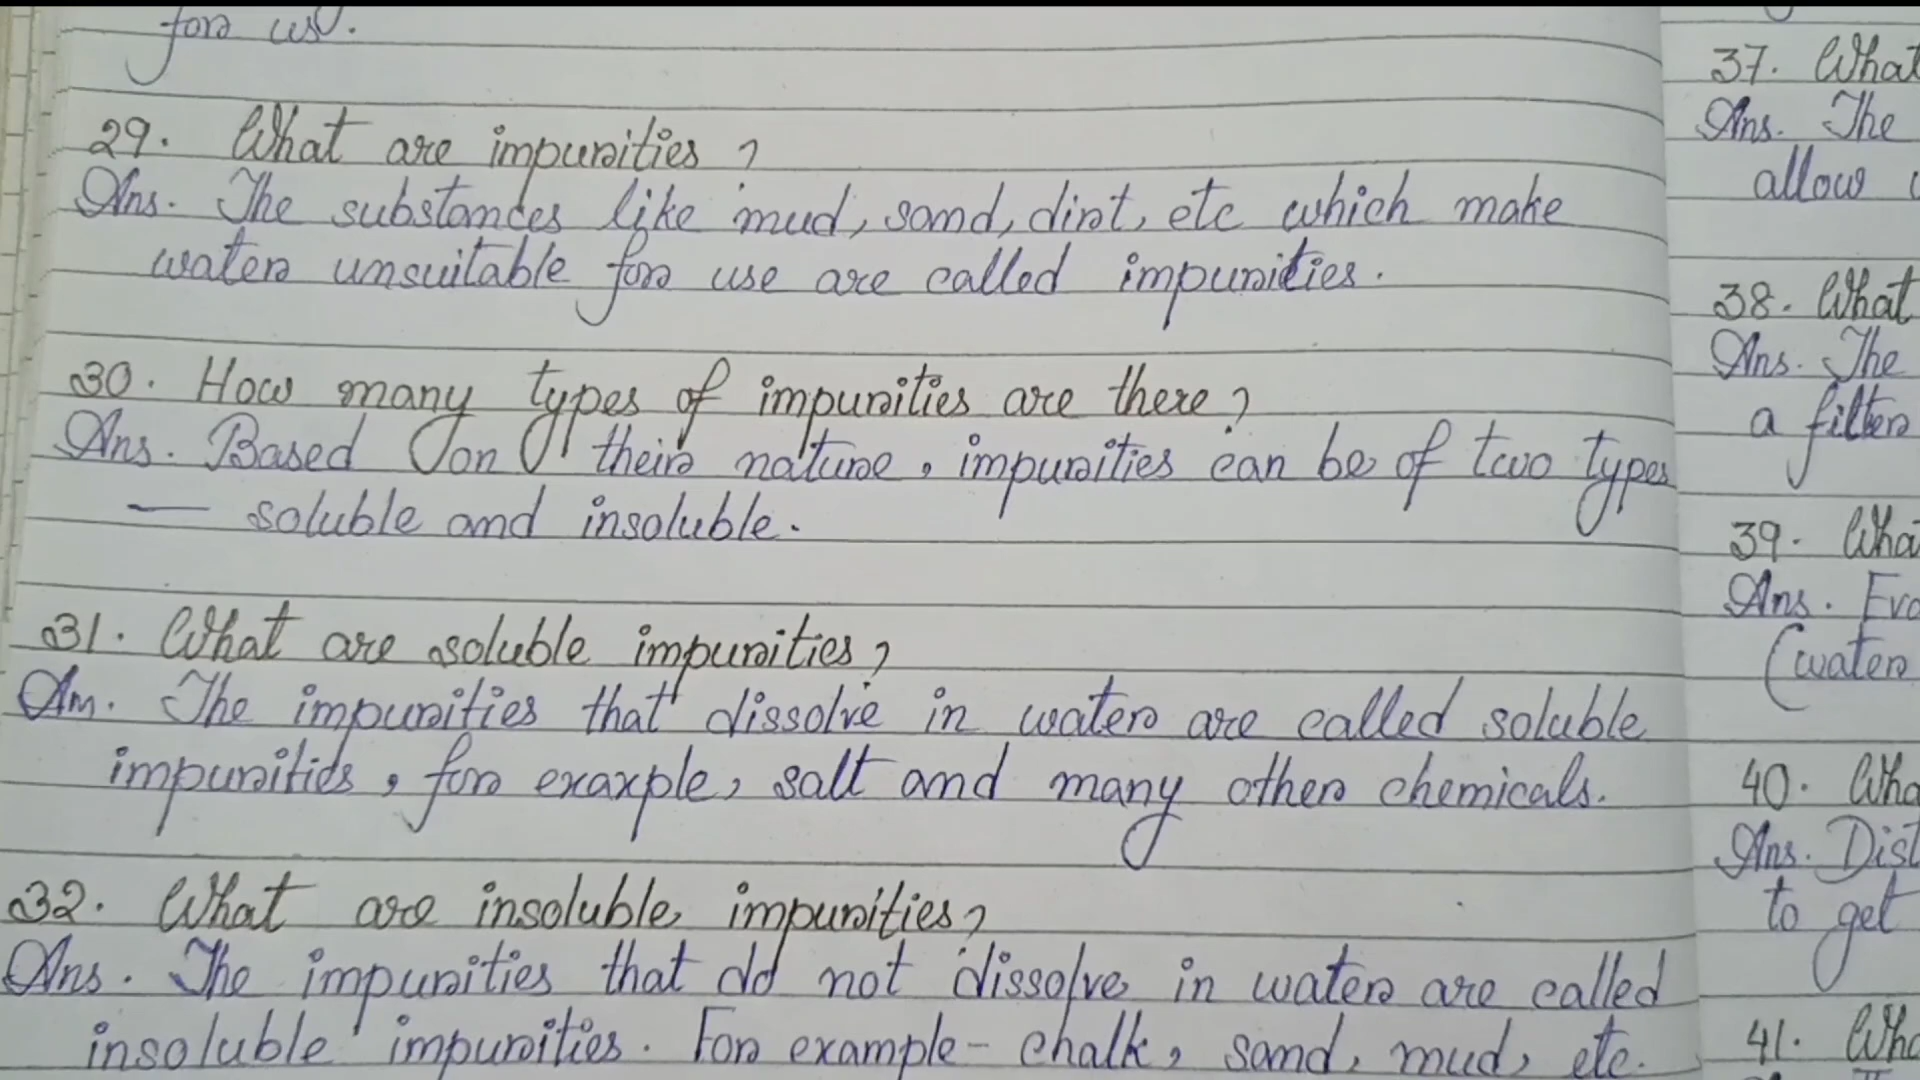 for us.
29. What are impurities?
Ans. The substances like mud, sand, dirt, etc which make
water unsuitable for use are called impurities.
30. How many types of impurities are there?
Ans. Based on their nature, impurities can be of two types
— soluble and insoluble.
31. What are soluble impurities?
Ans. The impurities that dissolve in water are called soluble
impuritids, for exaxple, salt and many other chemicals.
32. What are insoluble impurities?
Ans. The impurities that do not dissolve in water are called
insoluble impurities. For example- chalk, sand, mud, etc.
37. What
Ans. The
allow
38. What
Ans. The
a filter
39. Wha
Ans. Eva
(water
40. Wha
Ans. Dist
to get
41. Wha